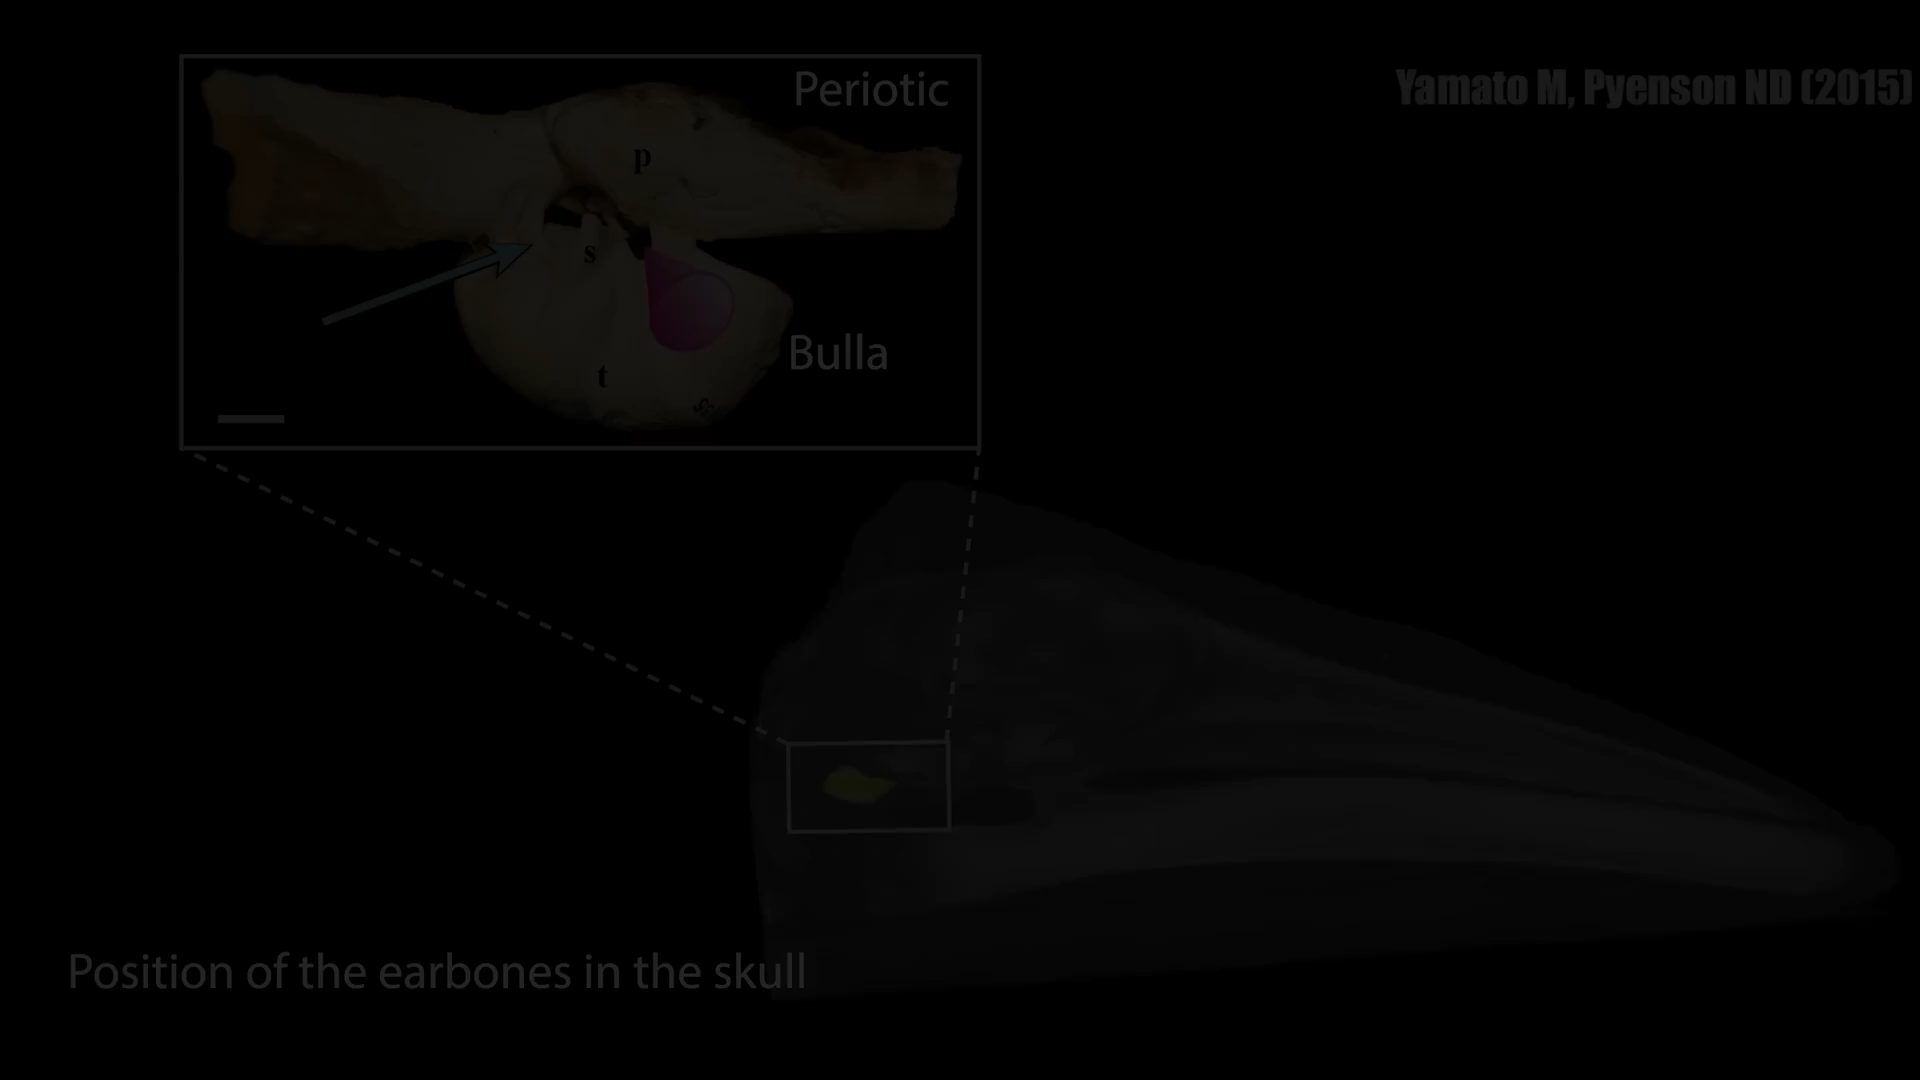 Periotic
Yamato M, Pyenson ND (2015)
p
s
Bulla
t
Position of the earbones in the skull